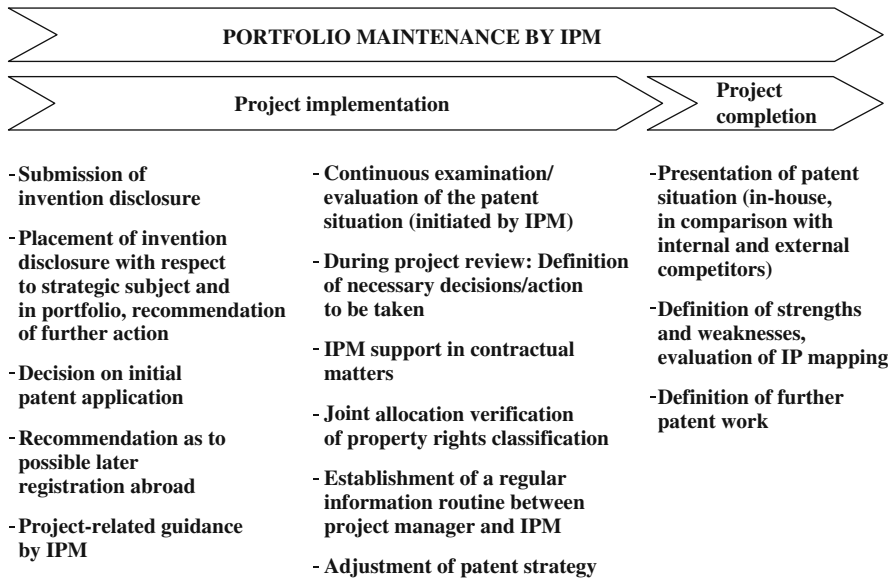 PORTFOLIO MAINTENANCE BY IPM
Project implementation
Project
completion
- Submission of
invention disclosure
- Placement of invention
disclosure with respect
to strategic subject and
in portfolio, recommendation
of further action
- Decision on initial
patent application
- Recommendation as to
possible later
registration abroad
- Project-related guidance
by IPM
- Continuous examination/
evaluation of the patent
situation (initiated by IPM)
- During project review: Definition
of necessary decisions/action
to be taken
- IPM support in contractual
matters
- Joint allocation verification
of property rights classification
- Establishment of a regular
information routine between
project manager and IPM
- Adjustment of patent strategy
- Presentation of patent
situation (in-house,
in comparison with
internal and external
competitors)
- Definition of strengths
and weaknesses,
evaluation of IP mapping
- Definition of further
patent work